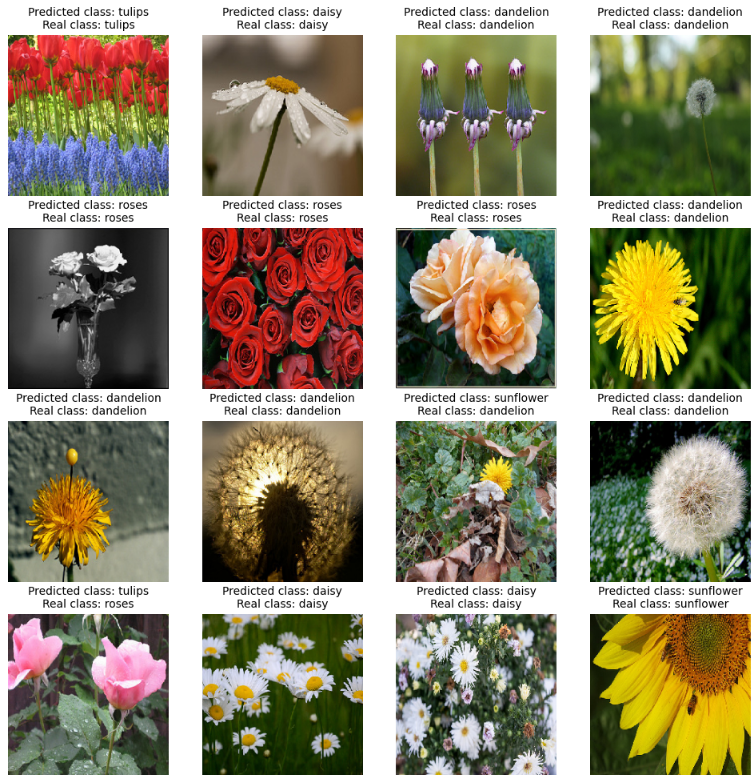 Predicted class: tulips
Real class: tulips
Predicted class: daisy
Real class: daisy
Predicted class: dandelion
Real class: dandelion
Predicted class: dandelion
Real class: dandelion
Predicted class: roses
Real class: roses
Predicted class: roses
Real class: roses
Predicted class: roses
Real class: roses
Predicted class: dandelion
Real class: dandelion
Predicted class: dandelion
Real class: dandelion
Predicted class: dandelion
Real class: dandelion
Predicted class: sunflower
Real class: dandelion
Predicted class: dandelion
Real class: dandelion
Predicted class: tulips
Real class: roses
Predicted class: daisy
Real class: daisy
Predicted class: daisy
Real class: daisy
Predicted class: sunflower
Real class: sunflower